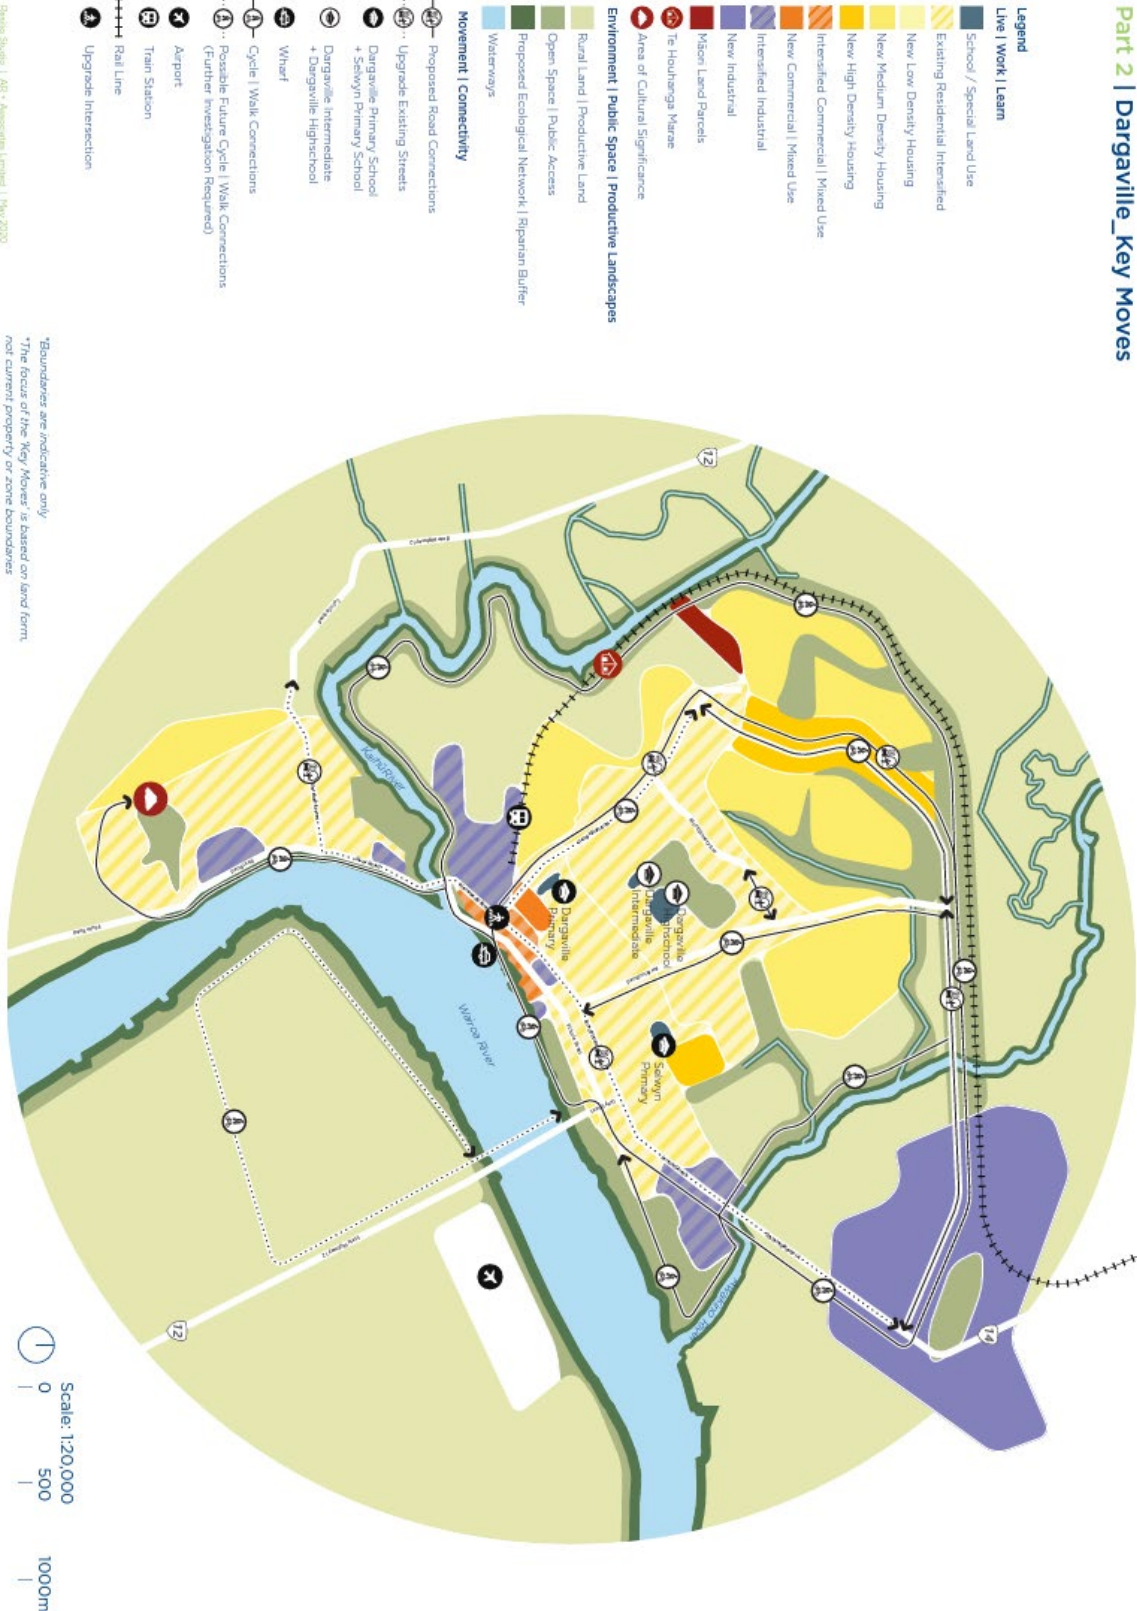 Part 2 | Dargaville_Key Moves
Legend
Live | Work | Learn
School / Special Land Use
Existing Residential Intensified
New Low Density Housing
New Medium Density Housing
New High Density Housing
Intensified Commercial | Mixed Use
New Commercial | Mixed Use
Intensified Industrial
New Industrial
Māori Land Parcels
Te Houhanga Marae
Area of Cultural Significance
Environment | Public Space | Productive Landscapes
Rural Land | Productive Land
Open Space | Public Access
Proposed Ecological Network | Riparian Buffer
Waterways
Movement | Connectivity
Proposed Road Connections
Upgrade Existing Streets
Dargaville Primary School
+ Selwyn Primary School
Dargaville Intermediate
+ Dargaville Highschool
Wharf
Cycle | Walk Connections
Possible Future Cycle | Walk Connections
(Further Investigation Required)
Airport
Train Station
Rail Line
Upgrade Intersection
*Boundaries are indicative only
*The focus of the 'Key Moves' is based on land form,
not current property or zone boundaries
12
Kaihū River
Dargaville
Primary
Dargaville
Highschool
Dargaville
Intermediate
Selwyn
Primary
Wairoa River
State Highway 12
12
14
Scale: 1:20,000
0
500
1000m